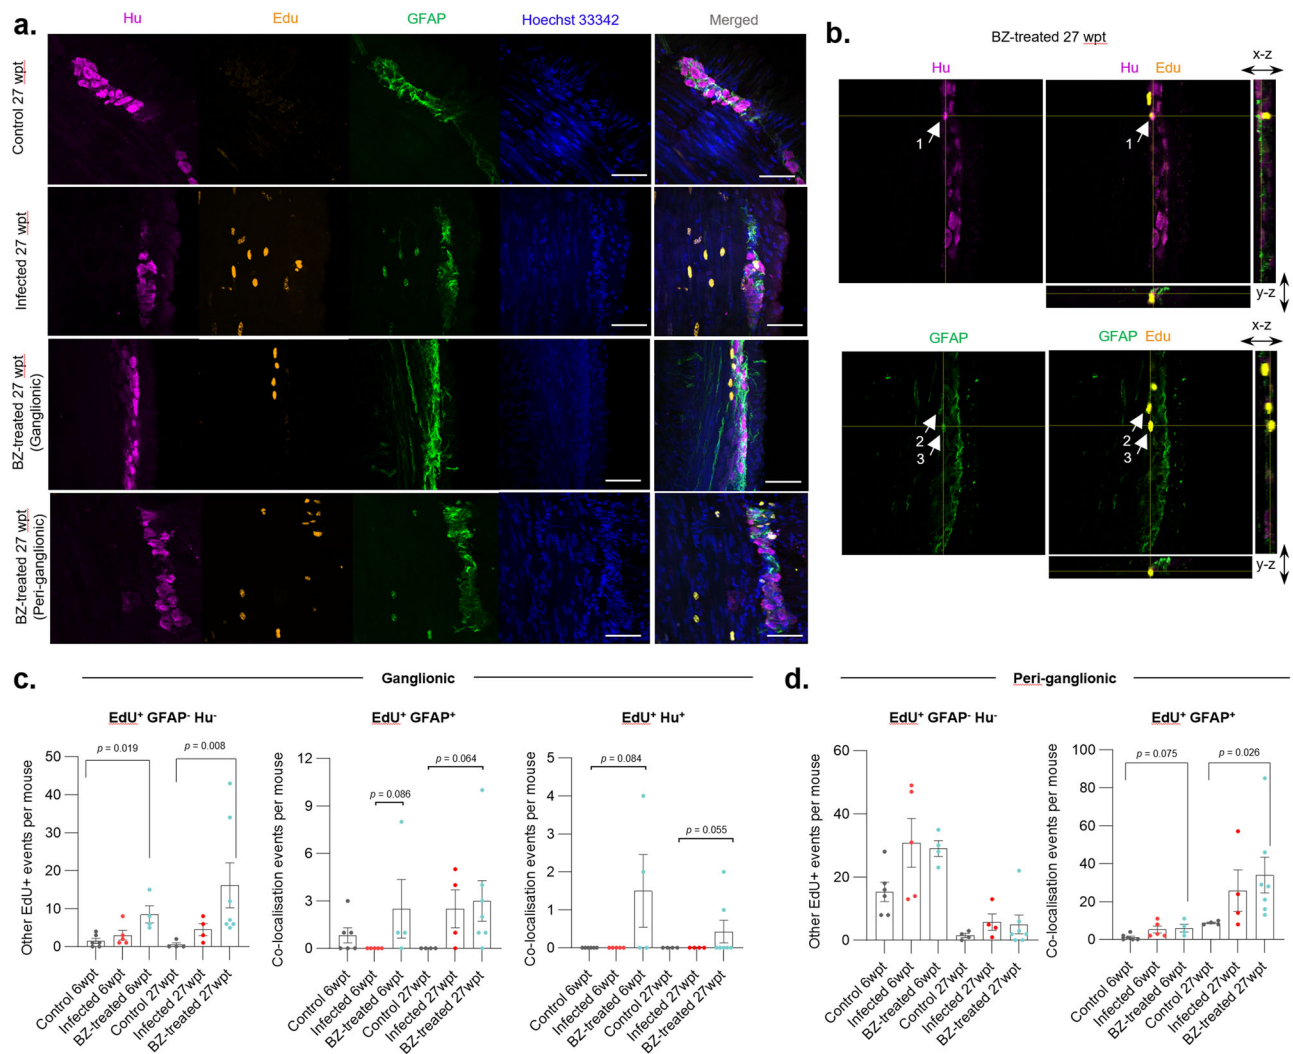 a.
Hu
Edu
GFAP
Hoechst 33342
Merged
Control 27 wpt
Infected 27 wpt
BZ-treated 27 wpt
(Ganglionic)
BZ-treated 27 wpt
(Peri-ganglionic)
b.
BZ-treated 27 wpt
Hu
Hu Edu
x-z
1
1
y-z
GFAP
GFAP Edu
x-z
2
3
2
3
y-z
c.
Ganglionic
EdU⁺ GFAP⁻ Hu⁻
Other EdU+ events per mouse
50
40
30
20
10
0
p = 0.019
p = 0.008
Control 6wpt
Infected 6wpt
BZ-treated 6wpt
Control 27wpt
Infected 27wpt
BZ-treated 27wpt
EdU⁺ GFAP⁺
Co-localisation events per mouse
12
9
6
3
0
p = 0.086
p = 0.064
Control 6wpt
Infected 6wpt
BZ-treated 6wpt
Control 27wpt
Infected 27wpt
BZ-treated 27wpt
EdU⁺ Hu⁺
Co-localisation events per mouse
5
4
3
2
1
0
p = 0.084
p = 0.055
Control 6wpt
Infected 6wpt
BZ-treated 6wpt
Control 27wpt
Infected 27wpt
BZ-treated 27wpt
d.
Peri-ganglionic
EdU⁺ GFAP⁻ Hu⁻
Other EdU+ events per mouse
60
40
20
0
Control 6wpt
Infected 6wpt
BZ-treated 6wpt
Control 27wpt
Infected 27wpt
BZ-treated 27wpt
EdU⁺ GFAP⁺
Co-localisation events per mouse
100
80
60
40
20
0
p = 0.075
p = 0.026
Control 6wpt
Infected 6wpt
BZ-treated 6wpt
Control 27wpt
Infected 27wpt
BZ-treated 27wpt